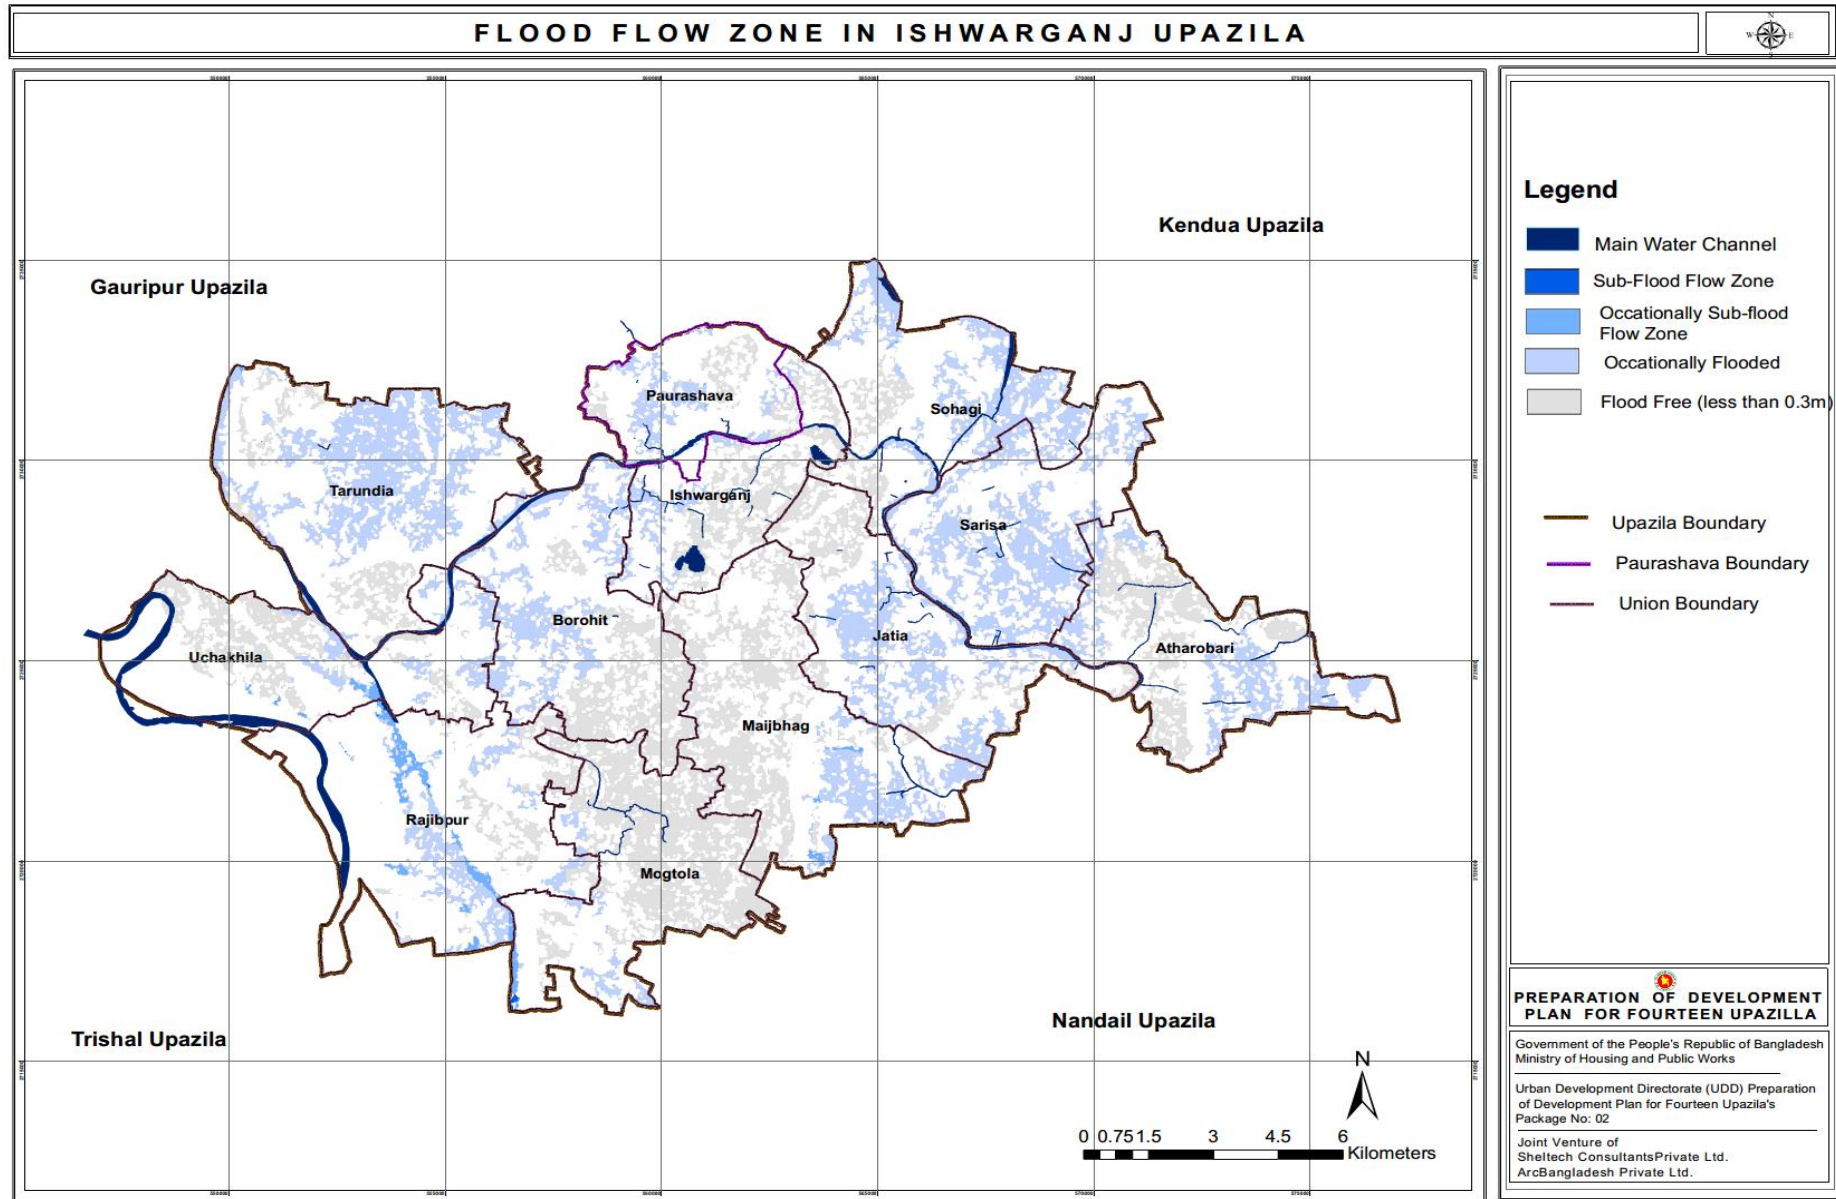 FLOOD FLOW ZONE IN ISHWARGANJ UPAZILA
N
W E
Kendua Upazila
Gauripur Upazila
Paurashava
Sohagi
Tarundia
Ishwarganj
Sarisa
Borohit
Jatia
Atharobari
Uchakhila
Maijbhag
Rajibpur
Mogtola
Nandail Upazila
Trishal Upazila
N
0 0.75 1.5 3 4.5 6
Kilometers
Legend
Main Water Channel
Sub-Flood Flow Zone
Occationally Sub-flood
Flow Zone
Occationally Flooded
Flood Free (less than 0.3m)
Upazila Boundary
Paurashava Boundary
Union Boundary
PREPARATION OF DEVELOPMENT
PLAN FOR FOURTEEN UPAZILLA
Government of the People's Republic of Bangladesh
Ministry of Housing and Public Works
Urban Development Directorate (UDD) Preparation
of Development Plan for Fourteen Upazila's
Package No: 02
Joint Venture of
Sheltech ConsultantsPrivate Ltd.
ArcBangladesh Private Ltd.